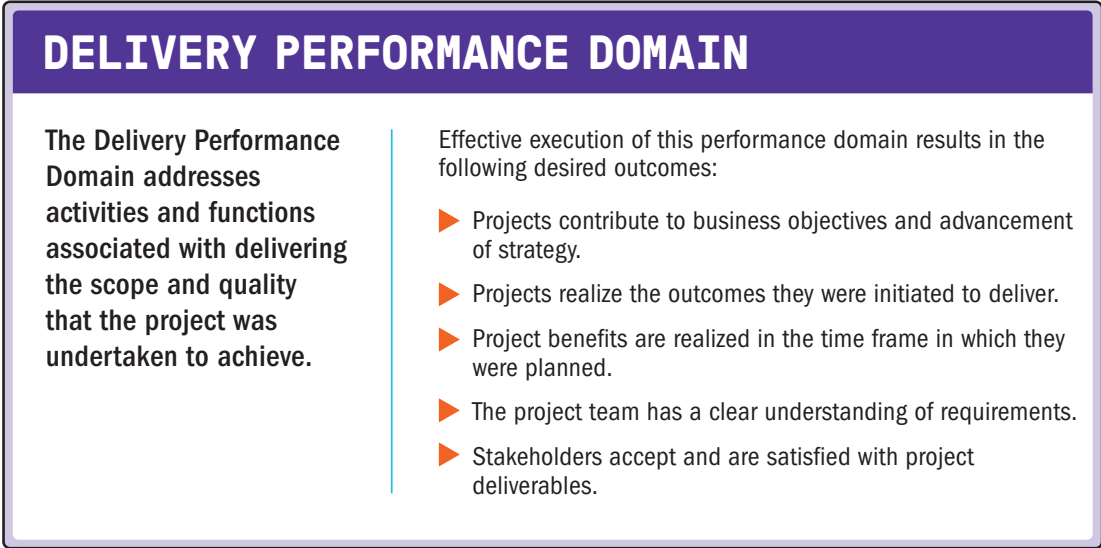 DELIVERY PERFORMANCE DOMAIN
The Delivery Performance
Domain addresses
activities and functions
associated with delivering
the scope and quality
that the project was
undertaken to achieve.
Effective execution of this performance domain results in the
following desired outcomes:
Projects contribute to business objectives and advancement
of strategy.
Projects realize the outcomes they were initiated to deliver.
Project benefits are realized in the time frame in which they
were planned.
The project team has a clear understanding of requirements.
Stakeholders accept and are satisfied with project
deliverables.